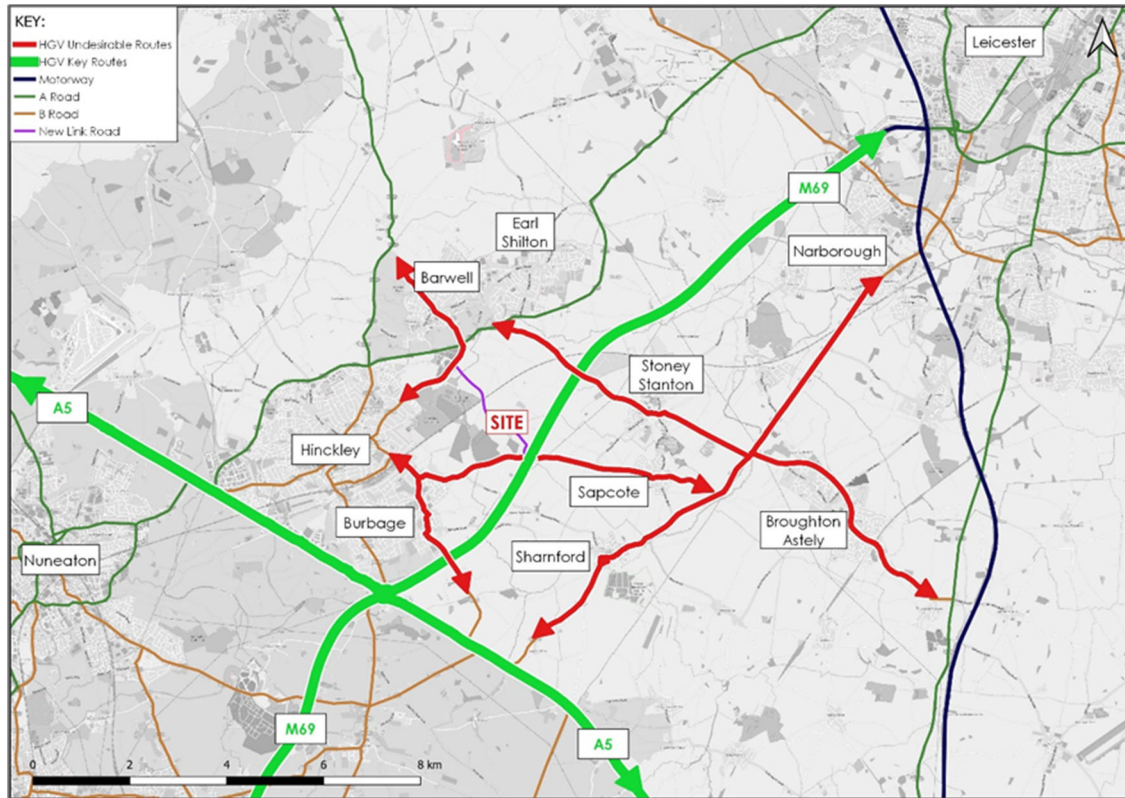 KEY:
HGV Undesirable Routes
HGV Key Routes
Motorway
A Road
B Road
New Link Road
Leicester
M69
Earl
Shilton
Narborough
Barwell
Stoney
Stanton
A5
SITE
Hinckley
Sapcote
Burbage
Broughton
Astely
Sharnford
Nuneaton
M69
A5
0 2 4 6 8 km